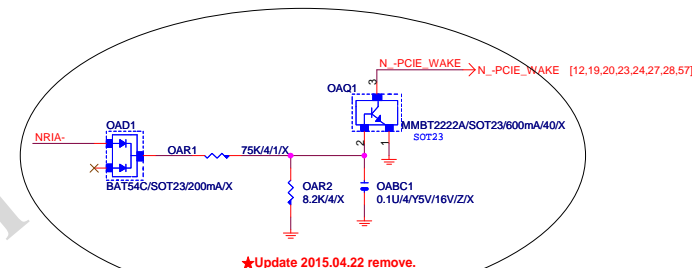 N_-PCIE_WAKE
N_-PCIE_WAKE [12,19,20,23,24,27,28,57]
3
OAQ1
MMBT2222A/SOT23/600mA/40/X
SOT23
2
1
OAD1
NRIA-
OAR1
75K/4/1/X
BAT54C/SOT23/200mA/X
OAR2
8.2K/4/X
OABC1
0.1U/4/Y5V/16V/Z/X
★Update 2015.04.22 remove.